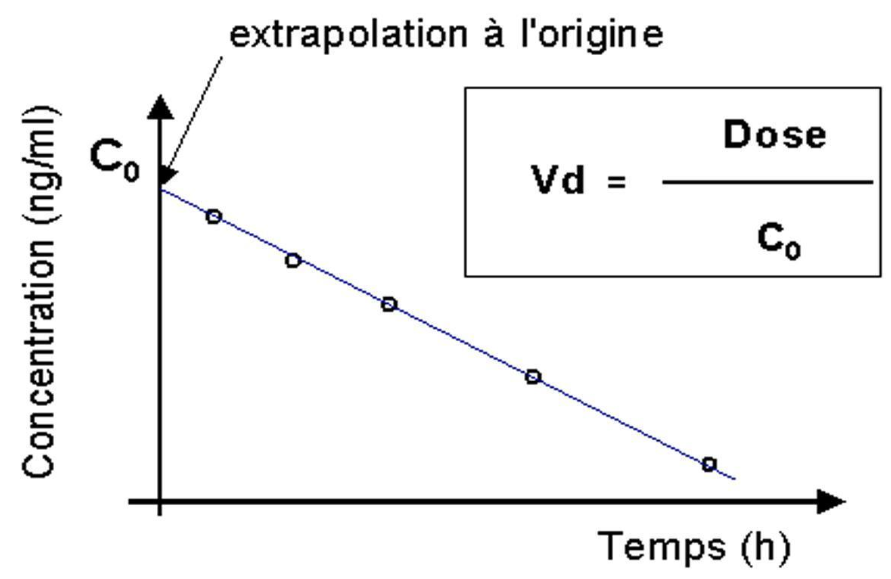 extrapolation à l'origine
C₀
Concentration (ng/ml)
Dose
Vd =
C₀
Temps (h)